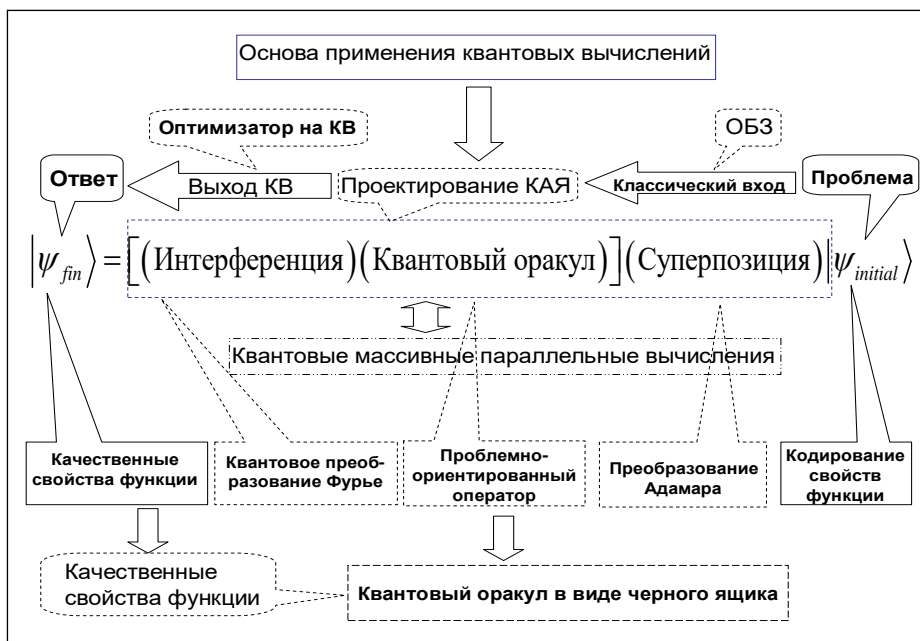 Основа применения квантовых вычислений
Оптимизатор на КВ
ОБЗ
Ответ
Выход КВ
Проектирование КАЯ
Классический вход
Проблема
|ψ_fin⟩ = [(Интерференция)(Квантовый оракул)](Суперпозиция)|ψ_initial⟩
Квантовые массивные параллельные вычисления
Качественные
свойства функции
Квантовое преоб-
разование Фурье
Проблемно-
ориентированный
оператор
Преобразование
Адамара
Кодирование
свойств
функции
Качественные
свойства функции
Квантовый оракул в виде черного ящика